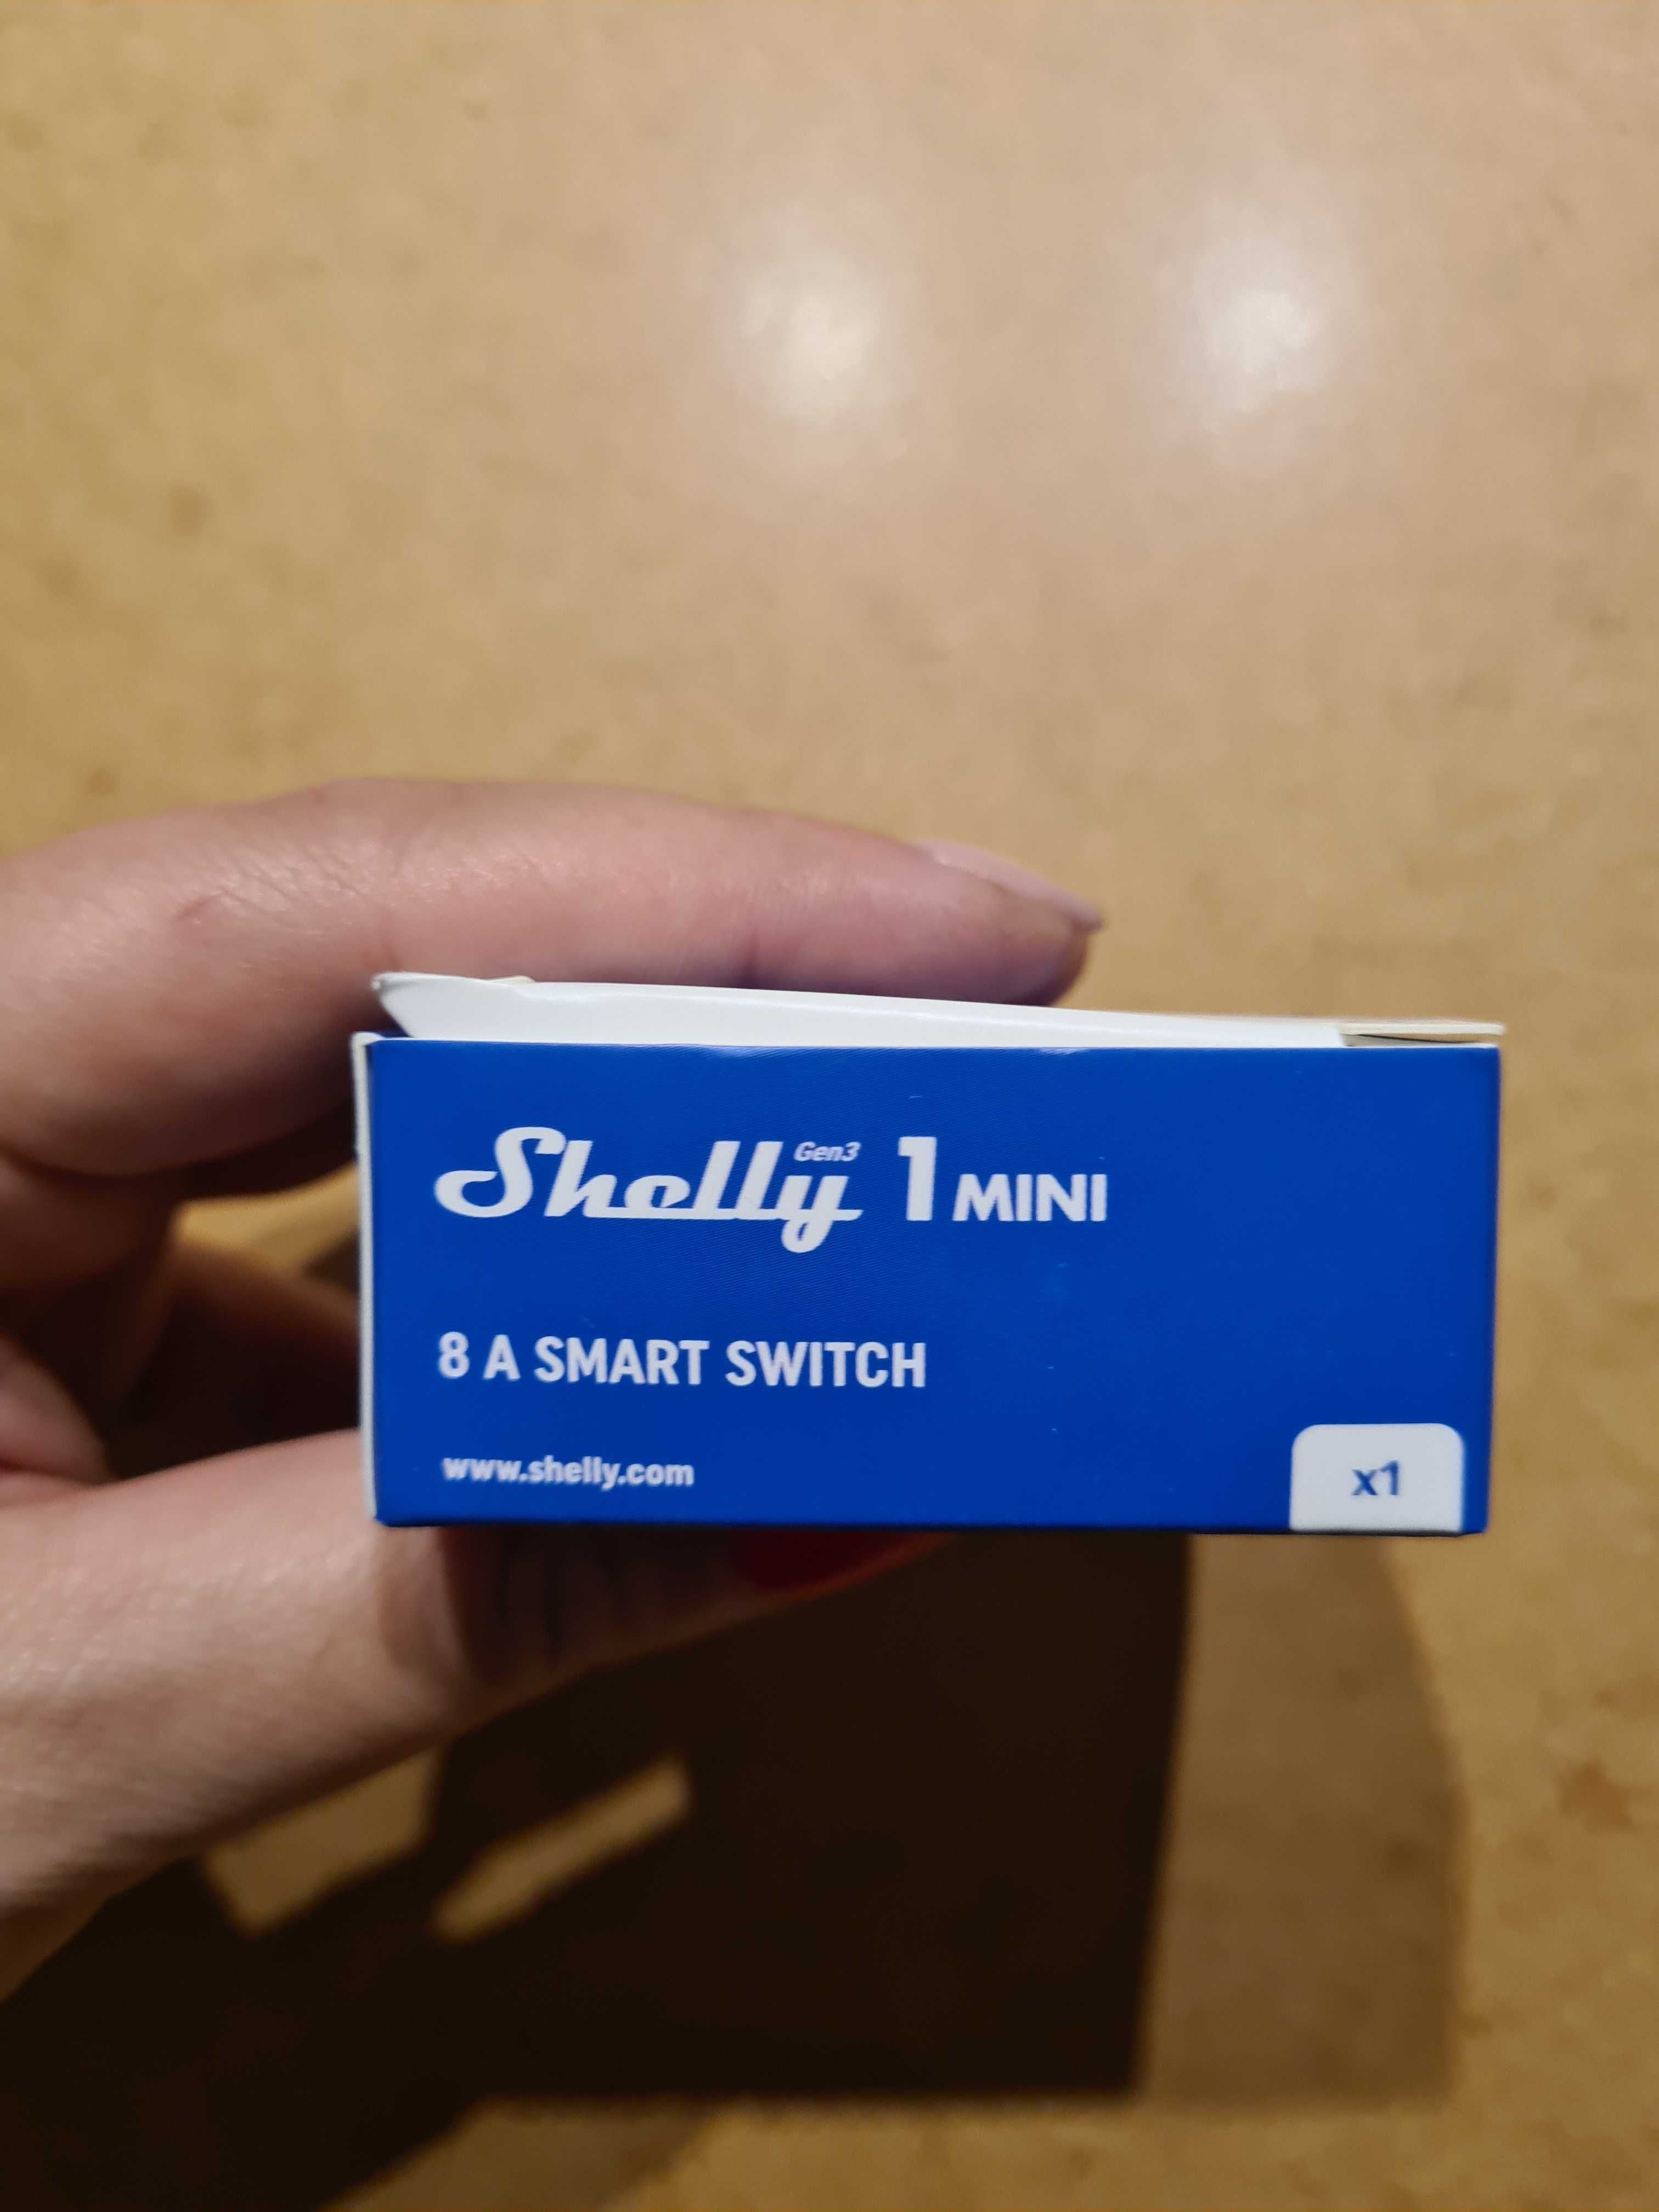 Shelly Gen3 1 MINI
8 A SMART SWITCH
www.shelly.com
x1